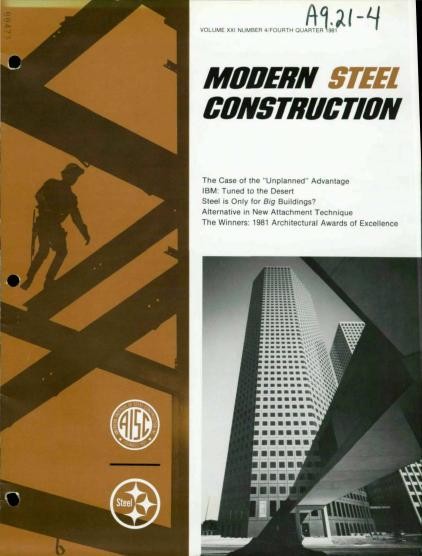 A9.21-4
VOLUME XXI NUMBER 4/FOURTH QUARTER 1981
MODERN STEEL
CONSTRUCTION
The Case of the "Unplanned" Advantage
IBM: Tuned to the Desert
Steel is Only for Big Buildings?
Alternative in New Attachment Technique
The Winners: 1981 Architectural Awards of Excellence
AISC
Steel